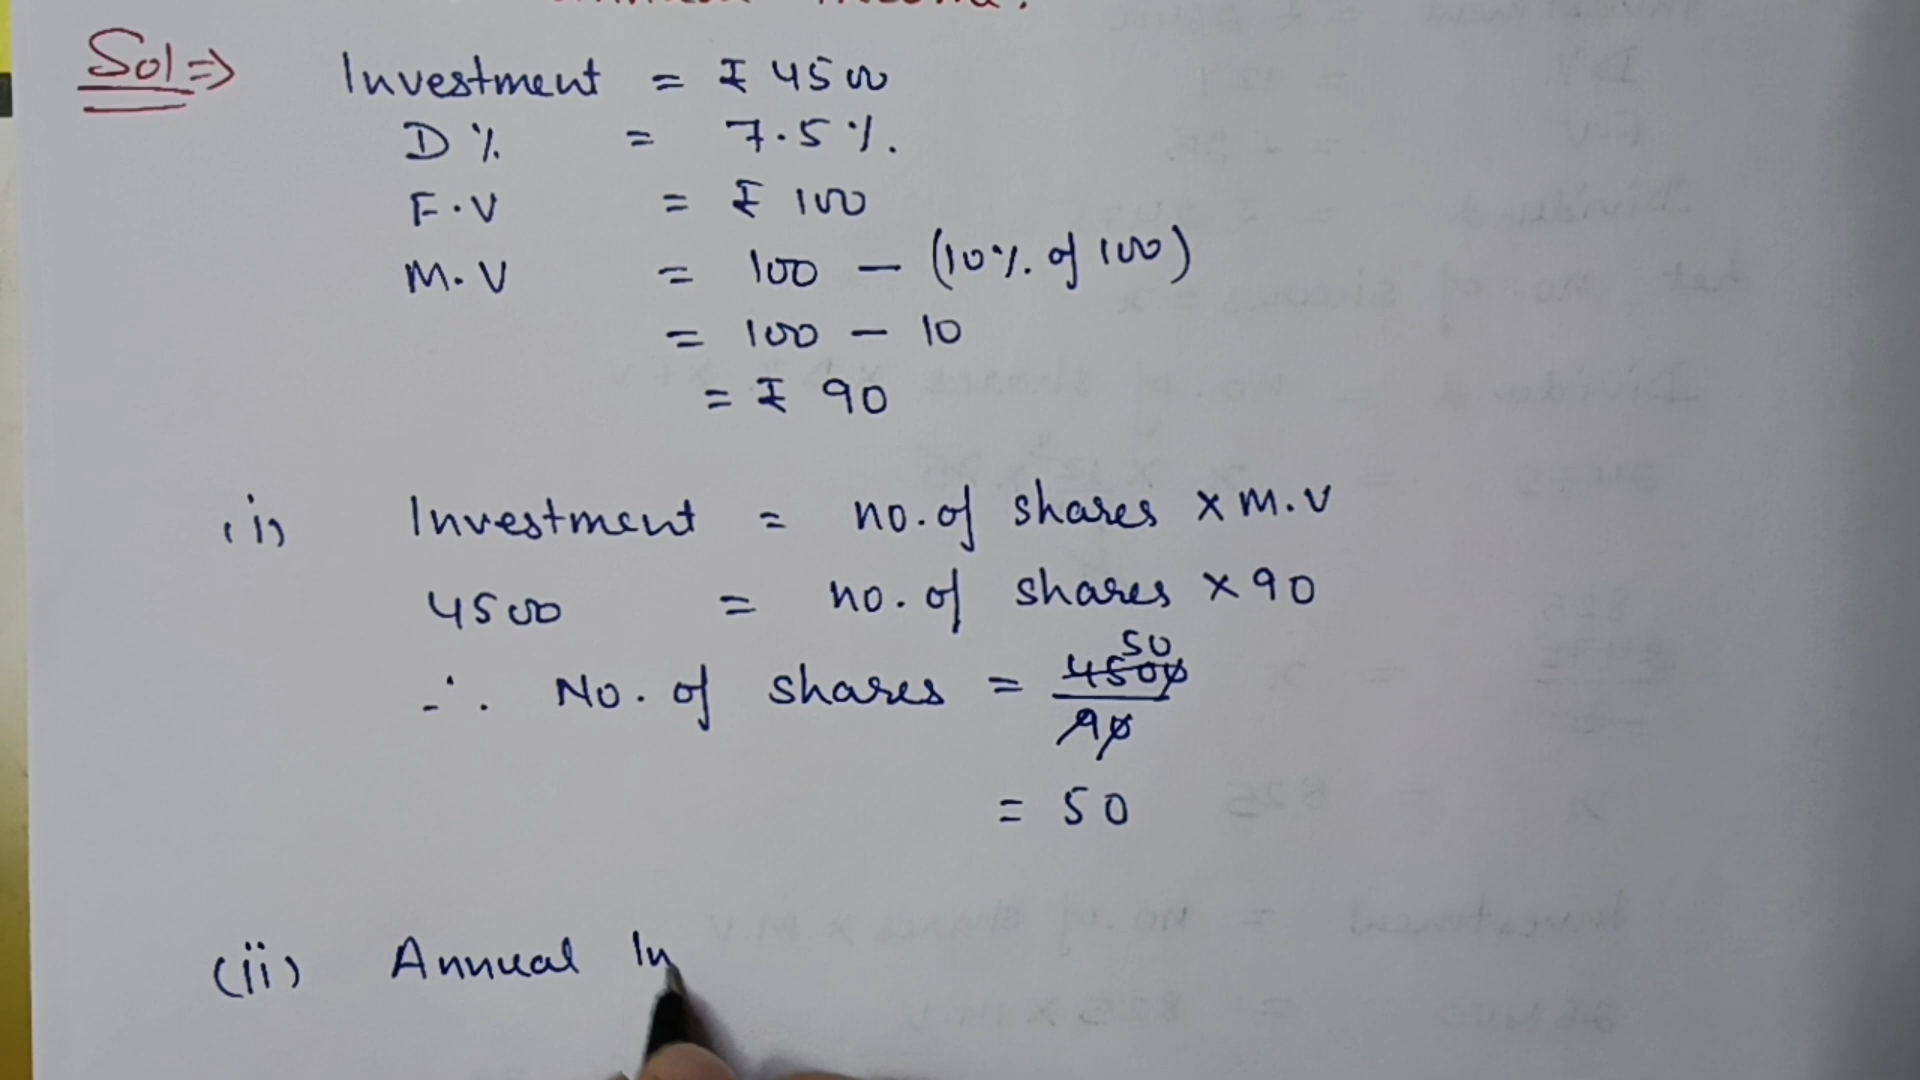 Sol ⇒ Investment = ₹ 4500
D % = 7.5 %.
F.V = ₹ 100
M.V = 100 – (10% of 100)
= 100 – 10
= ₹ 90
(i) Investment = no. of shares × M.V
4500 = no. of shares × 90
∴ No. of shares = 4500/90 50
= 50
(ii) Annual In